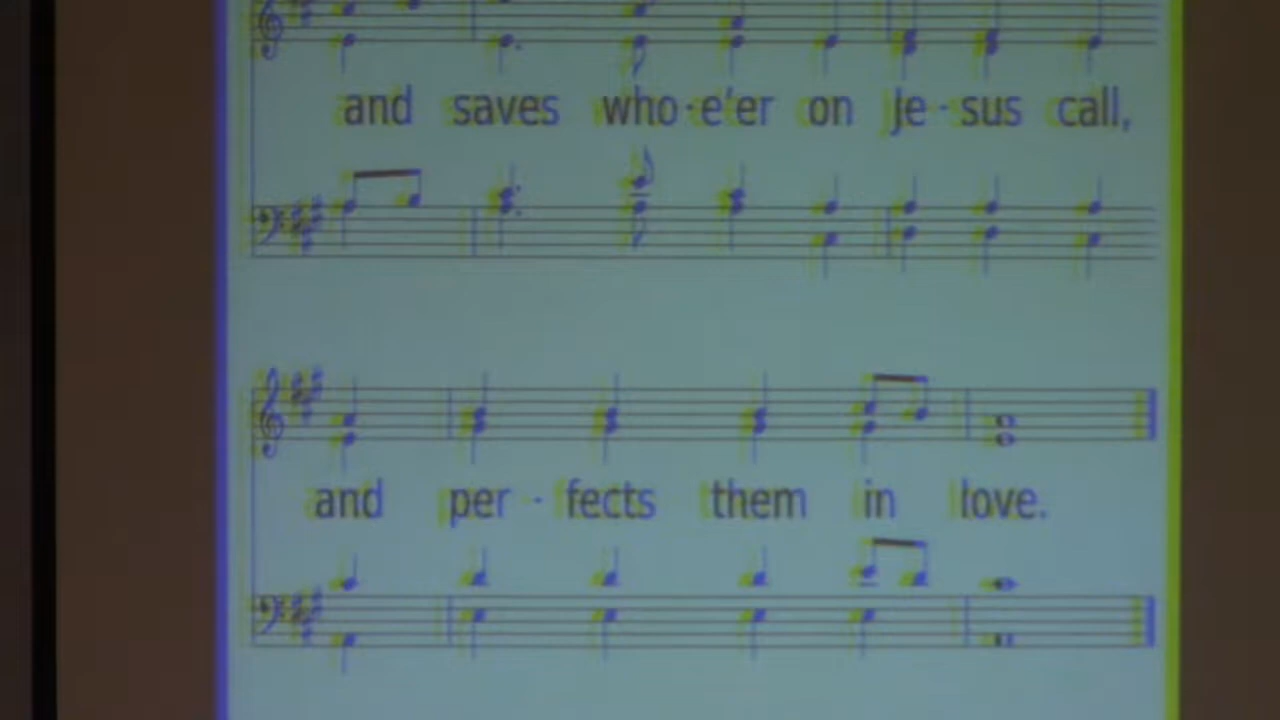 and saves who-e'er on Je-sus call,
and per-fects them in love.